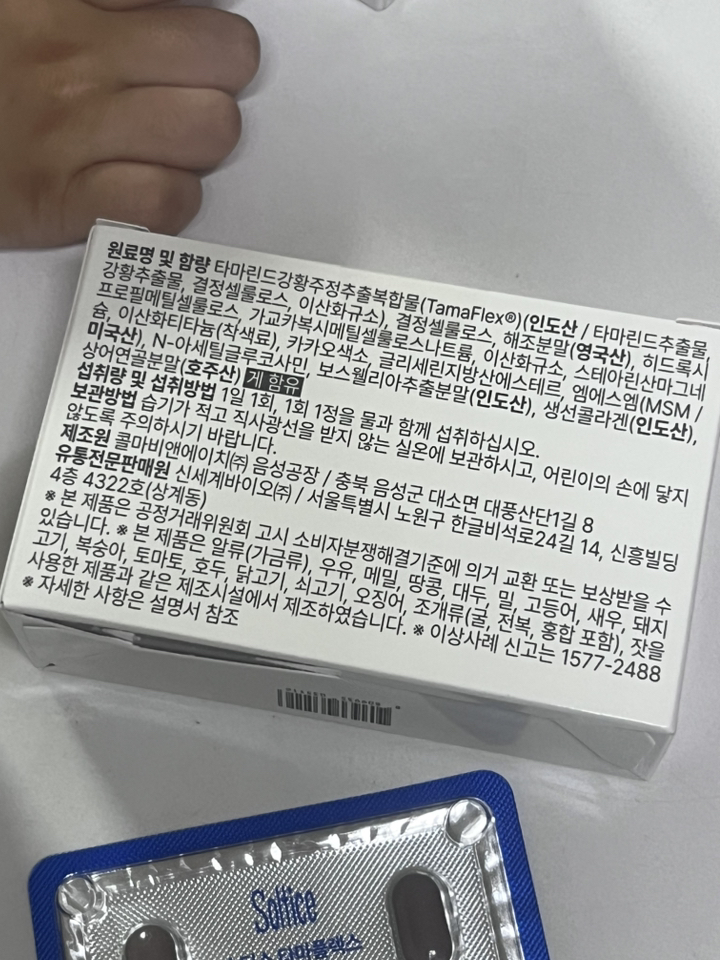 원료명 및 함량 타마린드강황주정추출복합물(TamaFlex®)(인도산 / 타마린드추출물,
강황추출물, 결정셀룰로스, 이산화규소), 결정셀룰로스, 해조분말(영국산), 히드록시
프로필메틸셀룰로스, 가교카복시메틸셀룰로스나트륨, 이산화규소, 스테아린산마그네
슘, 이산화티타늄(착색료), 카카오색소, 글리세린지방산에스테르, 엠에스엠(MSM /
미국산), N-아세틸글루코사민, 보스웰리아추출분말(인도산), 생선콜라겐(인도산),
상어연골분말(호주산) 게 함유
섭취량 및 섭취방법 1일 1회, 1회 1정을 물과 함께 섭취하십시오.
보관방법 습기가 적고 직사광선을 받지 않는 실온에 보관하시고, 어린이의 손에 닿지
않도록 주의하시기 바랍니다.
제조원 콜마비앤에이치㈜ 음성공장 / 충북 음성군 대소면 대풍산단1길 8
유통전문판매원 신세계바이오㈜ / 서울특별시 노원구 한글비석로24길 14, 신흥빌딩
4층 4322호(상계동)
※ 본 제품은 공정거래위원회 고시 소비자분쟁해결기준에 의거 교환 또는 보상받을 수
있습니다. ※ 본 제품은 알류(가금류), 우유, 메밀, 땅콩, 대두, 밀, 고등어, 새우, 돼지
고기, 복숭아, 토마토, 호두, 닭고기, 쇠고기, 오징어, 조개류(굴, 전복, 홍합 포함), 잣을
사용한 제품과 같은 제조시설에서 제조하였습니다. ※ 이상사례 신고는 1577-2488
※ 자세한 사항은 설명서 참조
Solfice
타마플렉스